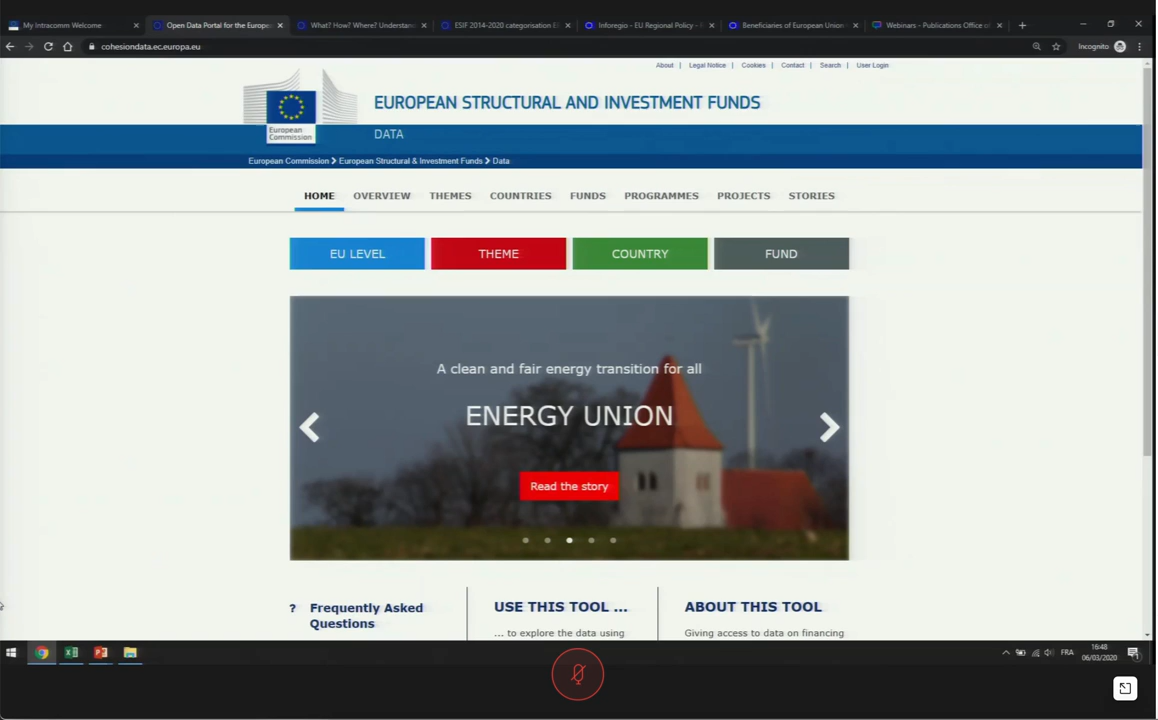 My Intracomm Welcome
Open Data Portal for the Europe
What? How? Where? Understan
ESIF 2014-2020 categorisation E
Inforegio - EU Regional Policy -
Beneficiaries of European Union
Webinars - Publications Office o
cohesiondata.ec.europa.eu
Incognito
About | Legal Notice | Cookies | Contact | Search | User Login
EUROPEAN STRUCTURAL AND INVESTMENT FUNDS
European
Commission
DATA
European Commission > European Structural & Investment Funds > Data
HOME OVERVIEW THEMES COUNTRIES FUNDS PROGRAMMES PROJECTS STORIES
EU LEVEL THEME COUNTRY FUND
A clean and fair energy transition for all
ENERGY UNION
Read the story
? Frequently Asked
Questions
USE THIS TOOL ...
... to explore the data using
ABOUT THIS TOOL
Giving access to data on financing
FRA
16:48
06/03/2020